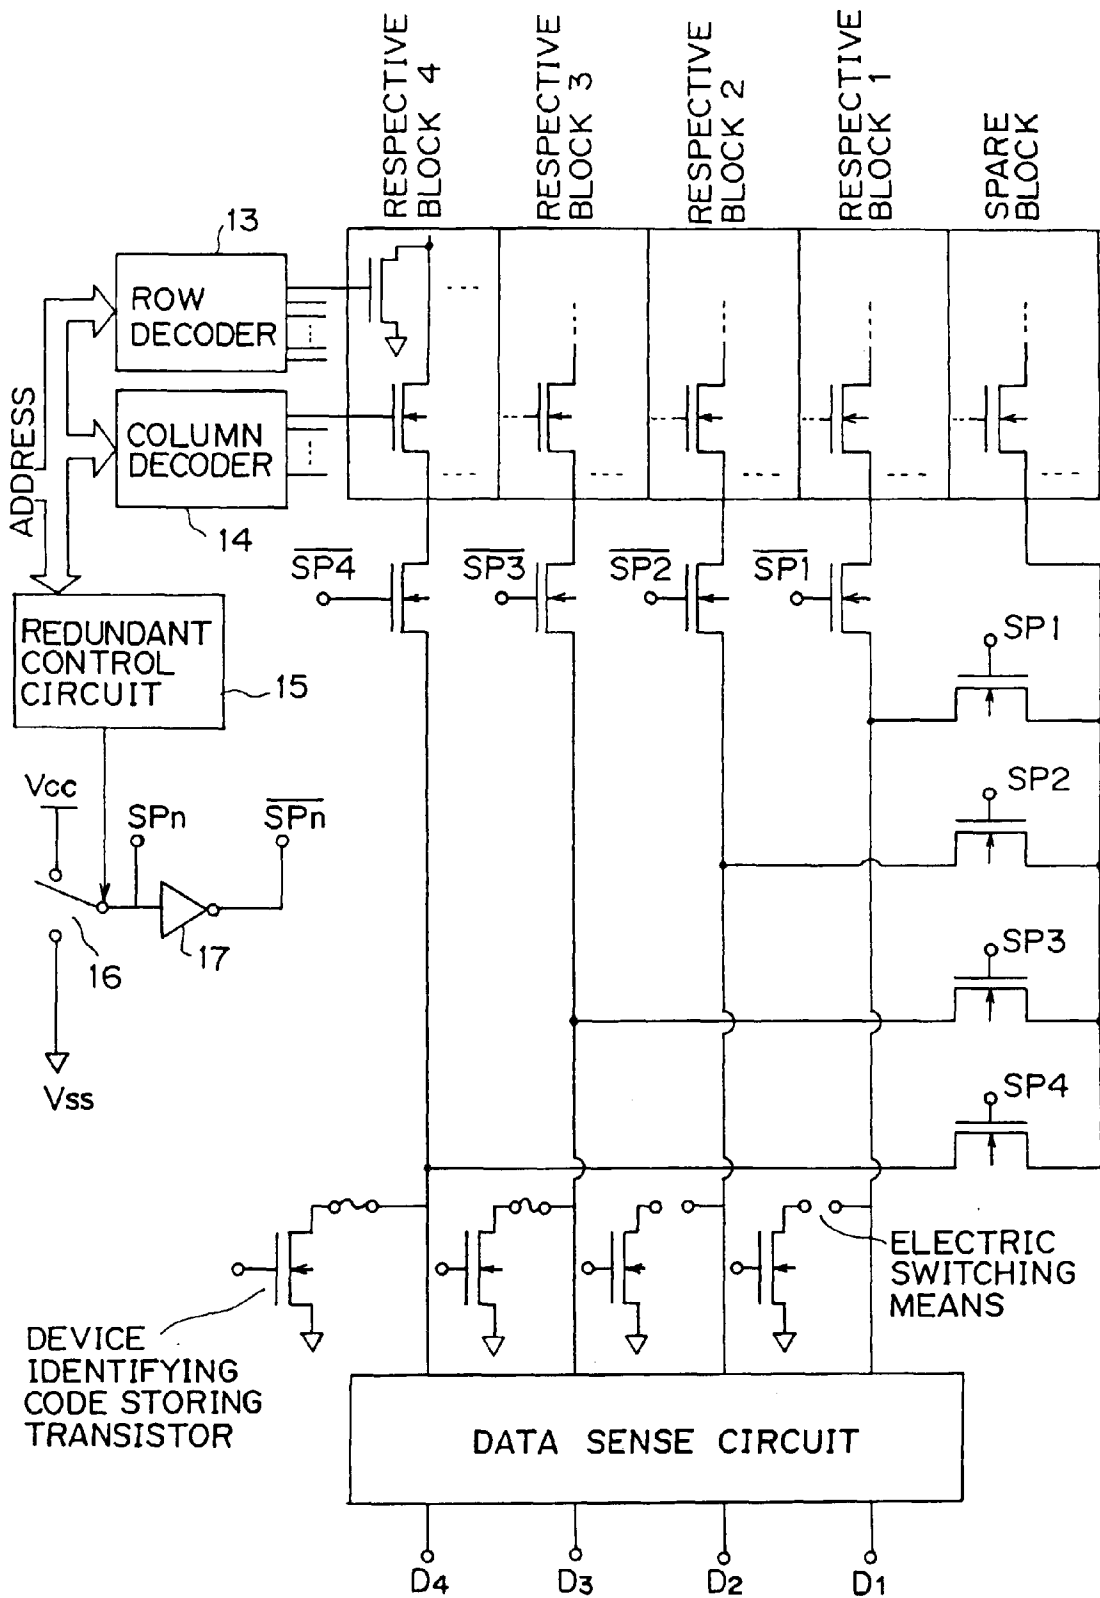 RESPECTIVE
BLOCK 4
RESPECTIVE
BLOCK 3
RESPECTIVE
BLOCK 2
RESPECTIVE
BLOCK 1
SPARE
BLOCK
13
ROW
DECODER
ADDRESS
COLUMN
DECODER
14
SP4
SP3
SP2
SP1
REDUNDANT
CONTROL
CIRCUIT
15
SP1
Vcc
SPn
SPn
SP2
16
17
SP3
Vss
SP4
ELECTRIC
SWITCHING
MEANS
DEVICE
IDENTIFYING
CODE STORING
TRANSISTOR
DATA SENSE CIRCUIT
D4
D3
D2
D1